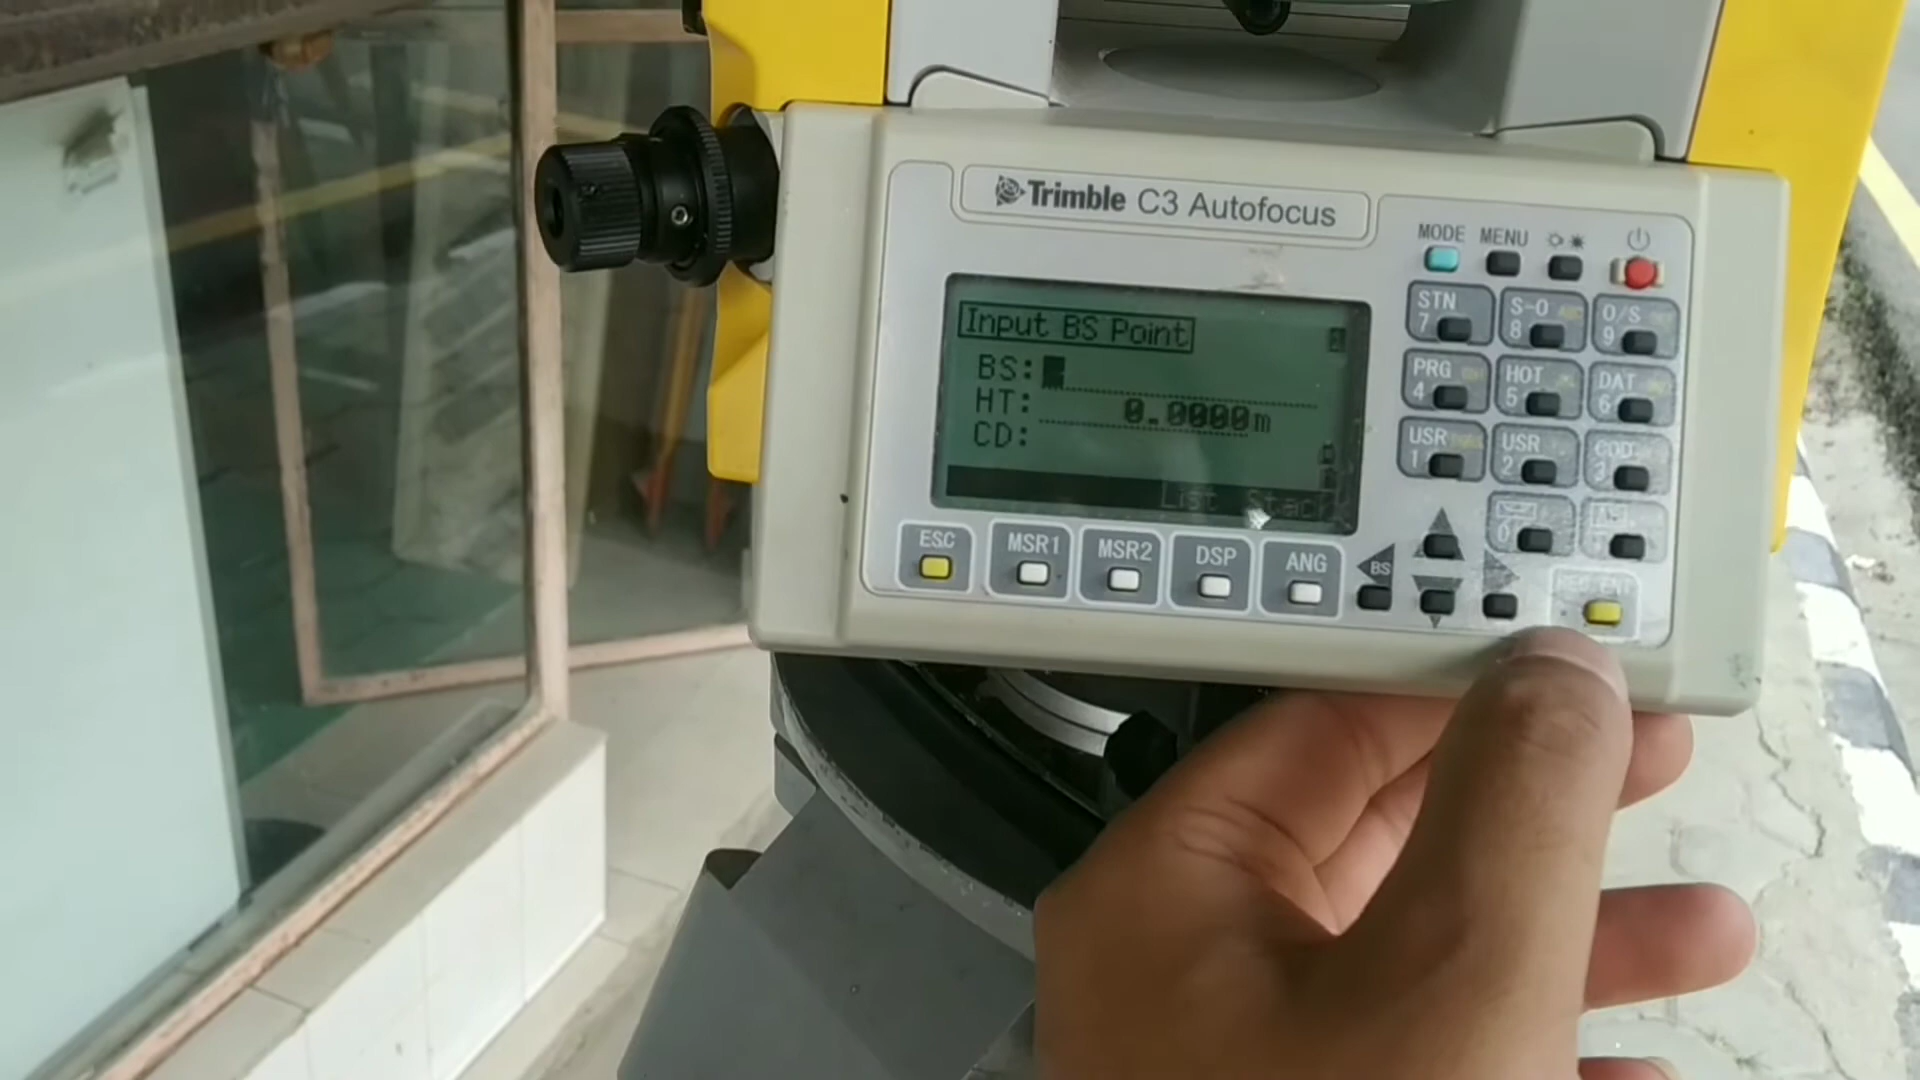 Trimble C3 Autofocus
MODE MENU
Input BS Point
BS:
HT: 0.0000m
CD:
List Stack
STN 7 S-O 8 O/S 9
PRG 4 HOT 5 DAT 6
USR 1 USR 2 COD 3
0
ESC MSR1 MSR2 DSP ANG BS
REC/ENT